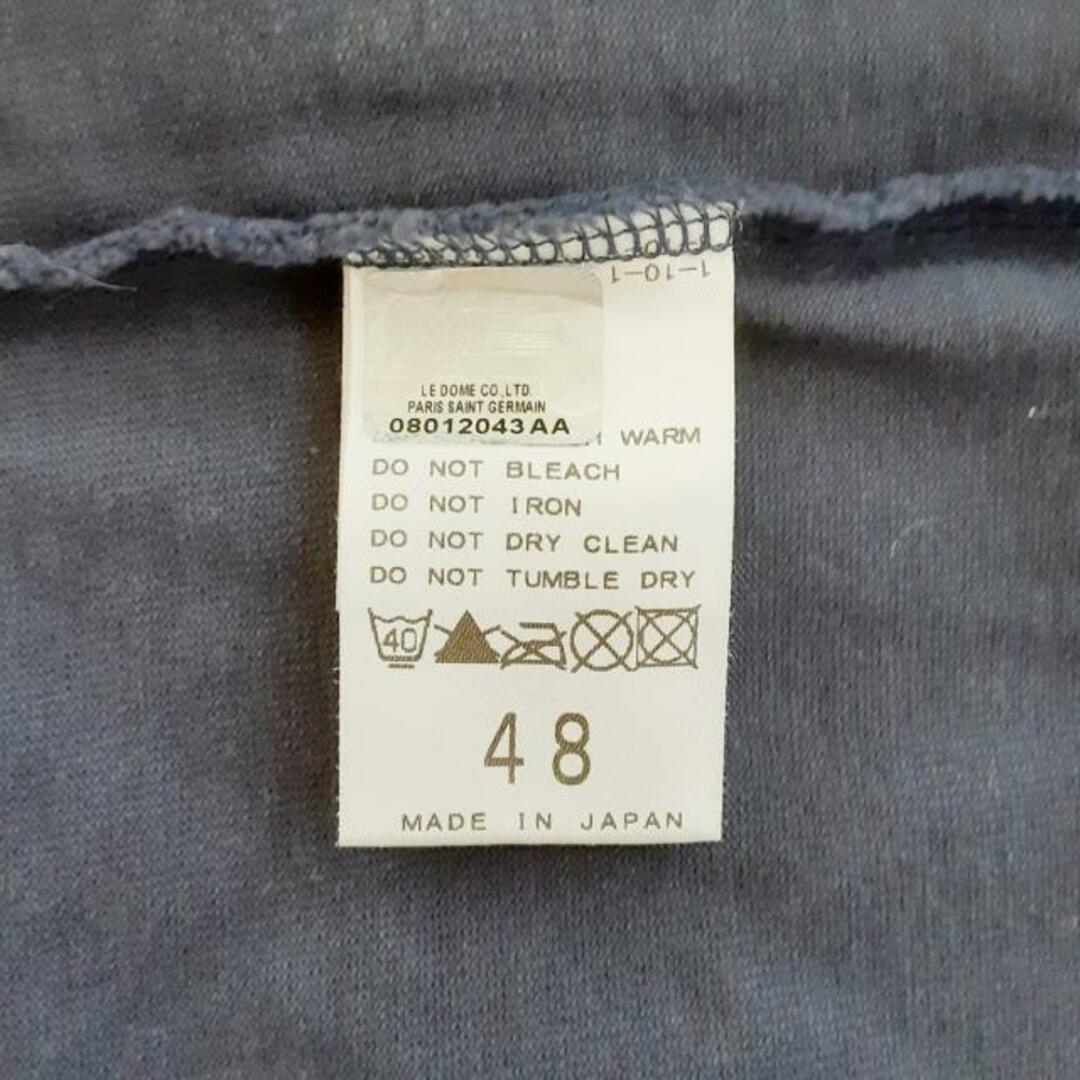 1-10-1
LE DOME CO.,LTD.
PARIS SAINT GERMAIN
08012043AA
WARM
DO NOT BLEACH
DO NOT IRON
DO NOT DRY CLEAN
DO NOT TUMBLE DRY
40
48
MADE IN JAPAN